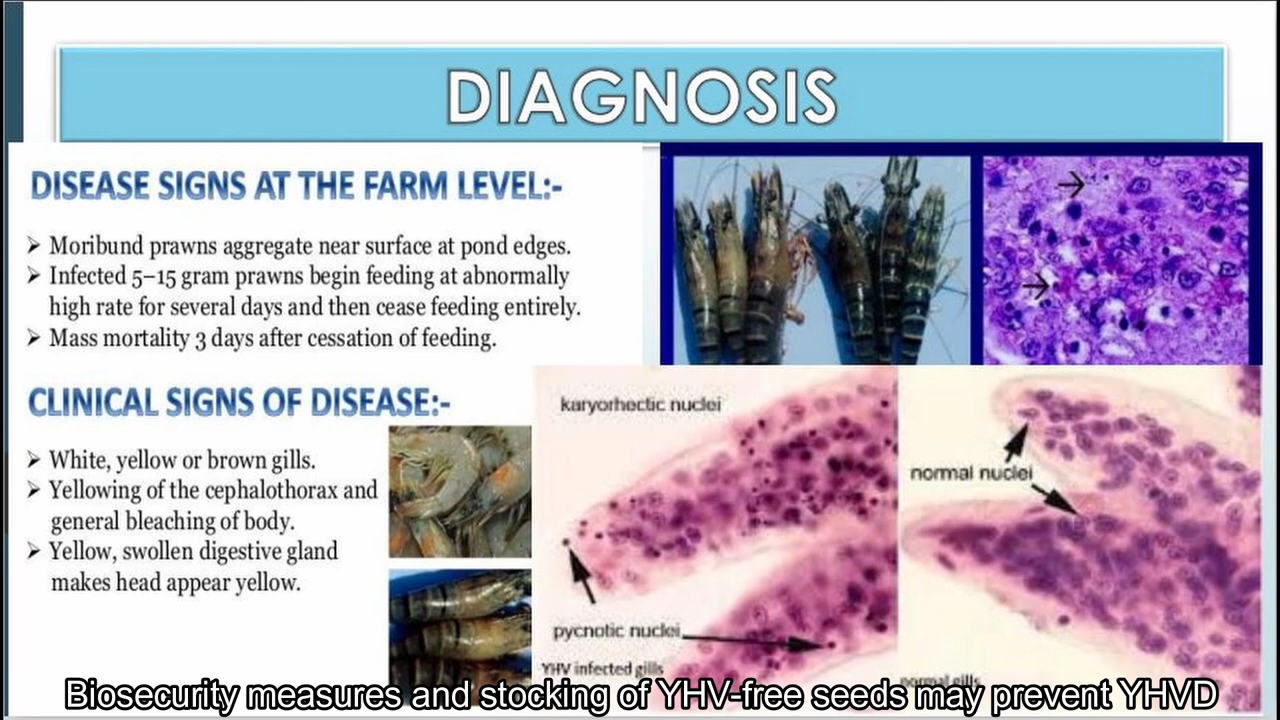 DIAGNOSIS
DISEASE SIGNS AT THE FARM LEVEL:-
➢ Moribund prawns aggregate near surface at pond edges.
➢ Infected 5–15 gram prawns begin feeding at abnormally
high rate for several days and then cease feeding entirely.
➢ Mass mortality 3 days after cessation of feeding.
CLINICAL SIGNS OF DISEASE:-
➢ White, yellow or brown gills.
➢ Yellowing of the cephalothorax and
general bleaching of body.
➢ Yellow, swollen digestive gland
makes head appear yellow.
karyorhectic nuclei
normal nuclei
pycnotic nuclei
YHV infected gills
normal gills
Biosecurity measures and stocking of YHV-free seeds may prevent YHVD